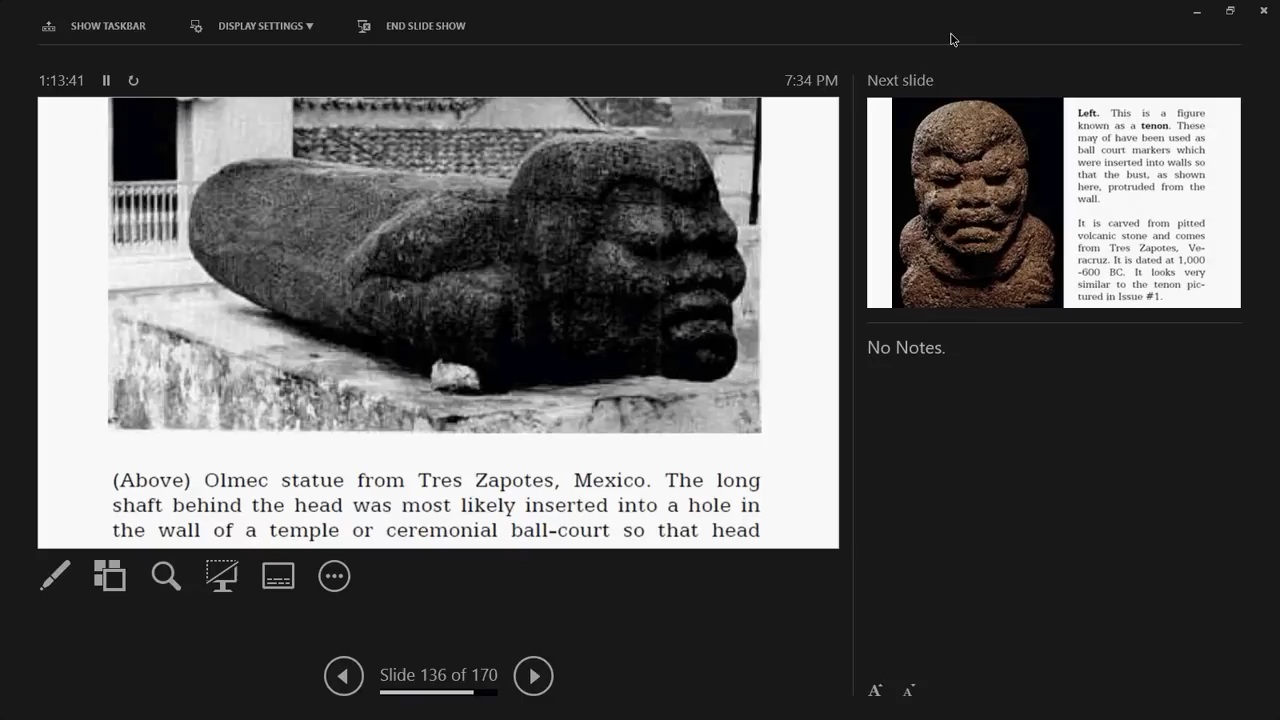 SHOW TASKBAR
DISPLAY SETTINGS ▼
END SLIDE SHOW
1:13:41
7:34 PM
(Above) Olmec statue from Tres Zapotes, Mexico. The long
shaft behind the head was most likely inserted into a hole in
the wall of a temple or ceremonial ball-court so that head
Slide 136 of 170
Next slide
Left. This is a figure
known as a tenon. These
may of have been used as
ball court markers which
were inserted into walls so
that the bust, as shown
here, protruded from the
wall.
It is carved from pitted
volcanic stone and comes
from Tres Zapotes, Ve-
racruz. It is dated at 1,000
-600 BC. It looks very
similar to the tenon pic-
tured in Issue #1.
No Notes.
A A